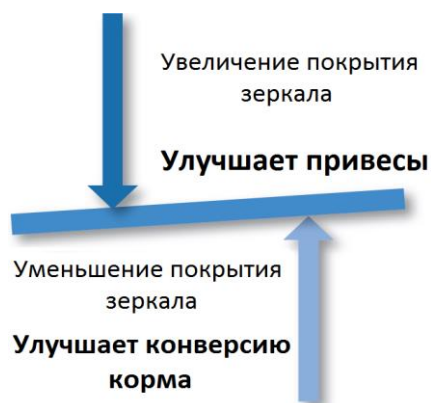 Увеличение покрытия
зеркала
Улучшает привесы
Уменьшение покрытия
зеркала
Улучшает конверсию
корма